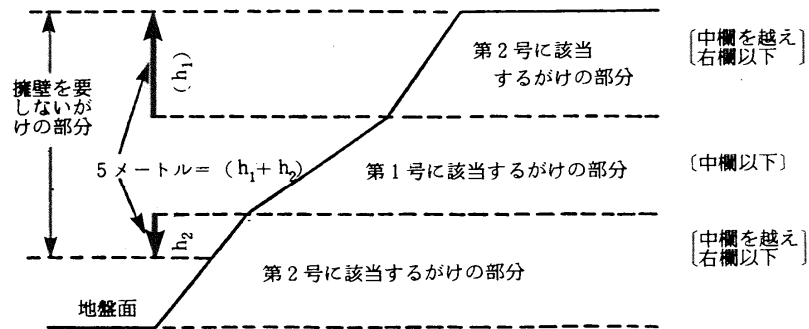 擁壁を要
しないが
けの部分
(h₁)
5メートル=(h₁+h₂)
h₂
地盤面
第2号に該当
するがけの部分
第1号に該当するがけの部分
第2号に該当するがけの部分
〔中欄を越え
右欄以下〕
〔中欄以下〕
〔中欄を越え
右欄以下〕